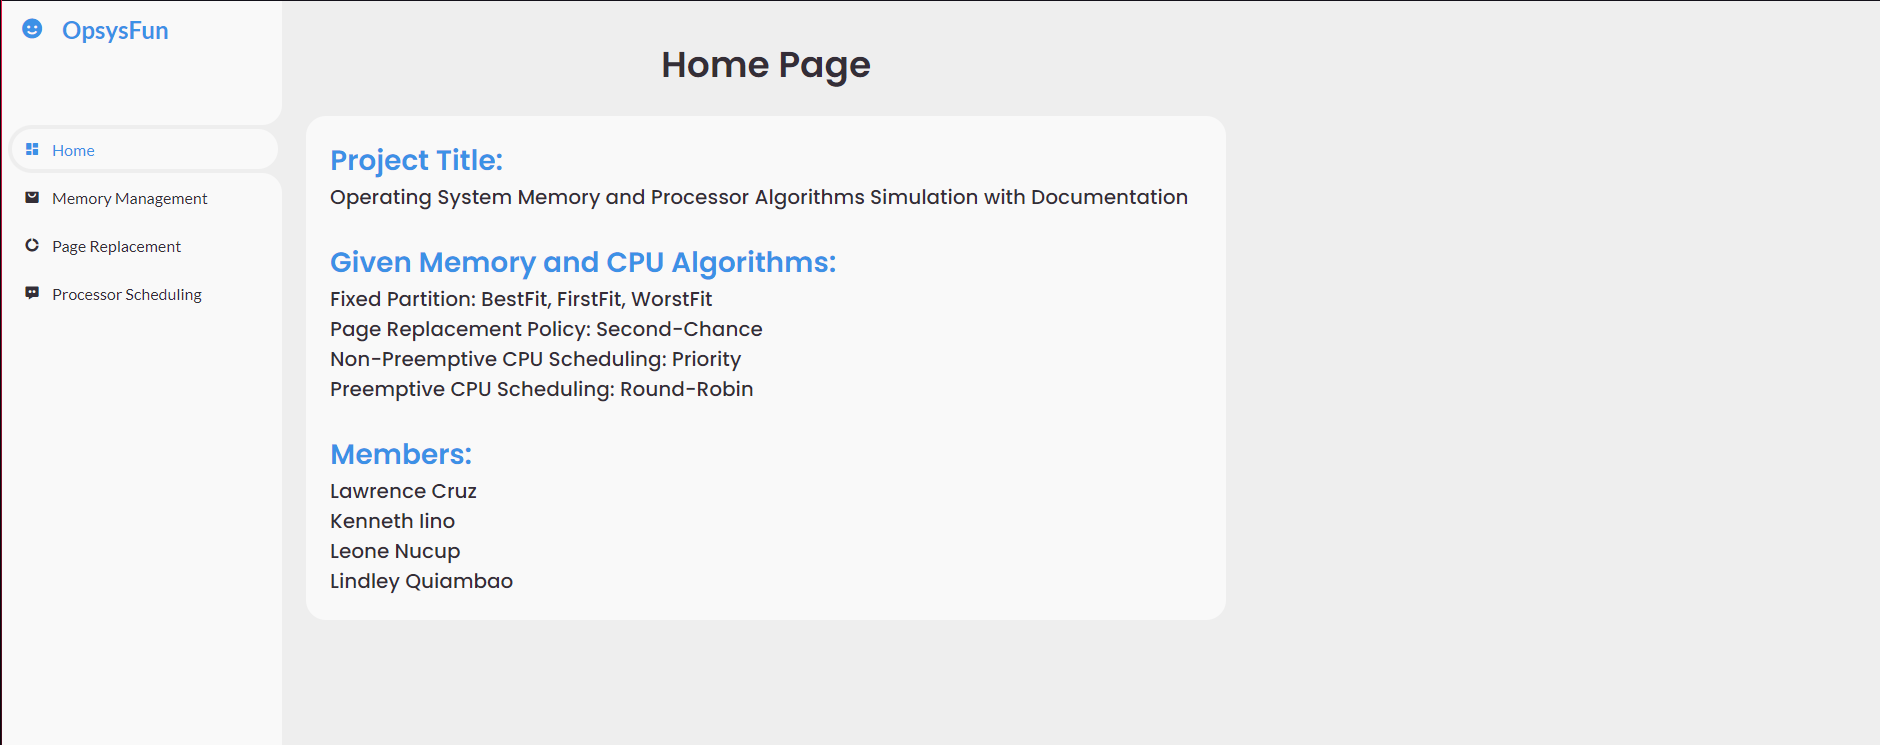 OpsysFun
Home
Memory Management
Page Replacement
Processor Scheduling
Home Page
Project Title:
Operating System Memory and Processor Algorithms Simulation with Documentation
Given Memory and CPU Algorithms:
Fixed Partition: BestFit, FirstFit, WorstFit
Page Replacement Policy: Second-Chance
Non-Preemptive CPU Scheduling: Priority
Preemptive CPU Scheduling: Round-Robin
Members:
Lawrence Cruz
Kenneth Iino
Leone Nucup
Lindley Quiambao